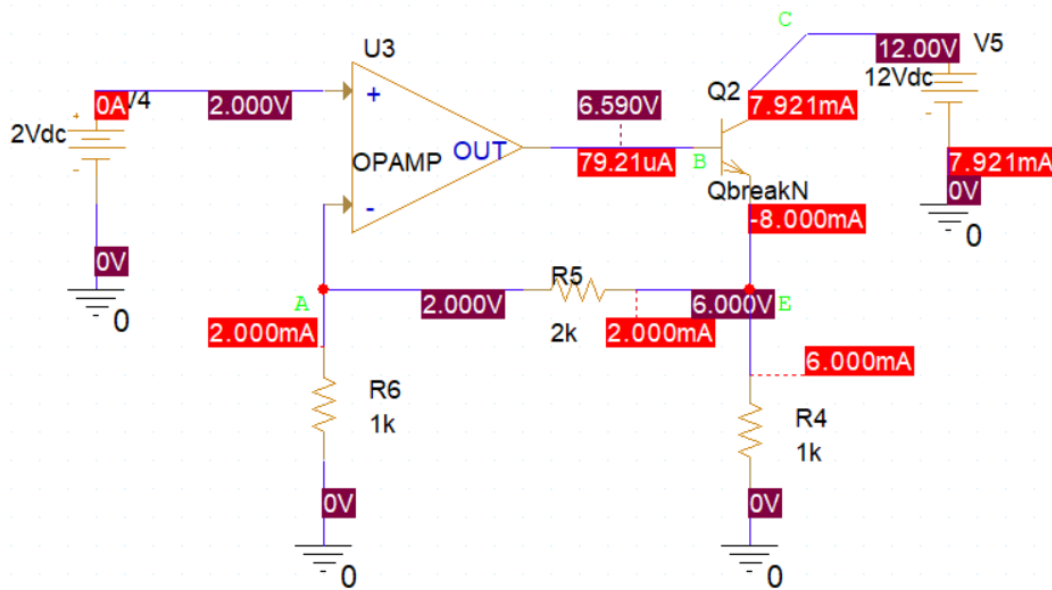 C
U3
12.00V V5
0A V4
12Vdc
+
2.000V
6.590V
Q2
7.921mA
2Vdc
OUT
OPAMP
79.21uA
B
QbreakN
7.921mA
0V
-
-8.000mA
0
0V
0
R5
A
2.000V
6.000V
E
2.000mA
2k
2.000mA
6.000mA
R6
1k
R4
1k
0V
0V
0
0